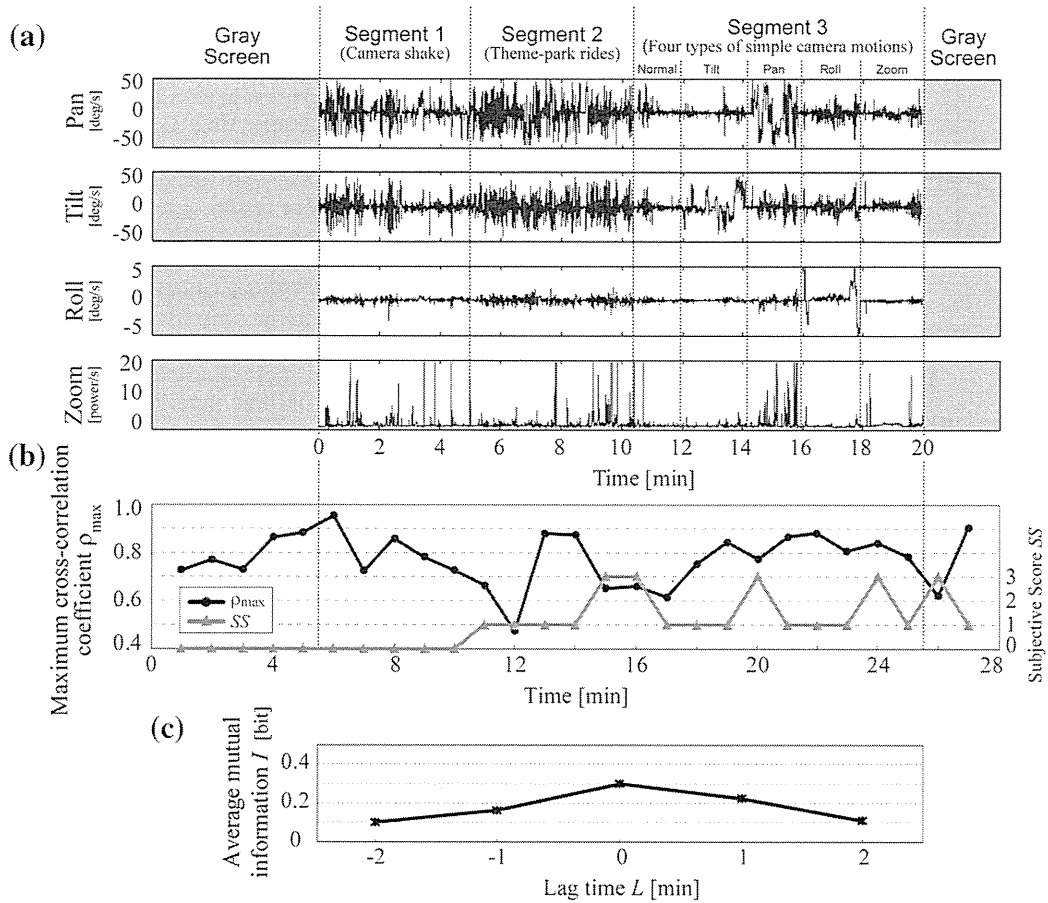 (a)
Gray
Screen
Segment 1
(Camera shake)
Segment 2
(Theme-park rides)
Segment 3
(Four types of simple camera motions)
Normal Tilt Pan Roll Zoom
Gray
Screen
Pan
[deg/s]
50
0
-50
Tilt
[deg/s]
50
0
-50
Roll
[deg/s]
5
0
-5
Zoom
[power/s]
20
10
0
0 2 4 6 8 10 12 14 16 18 20
Time [min]
(b)
Maximum cross-correlation
coefficient ρmax
1.0
0.8
0.6
0.4
ρmax
SS
3
2
1
0
Subjective Score SS
0 4 8 12 16 20 24 28
Time [min]
(c)
Average mutual
information I [bit]
0.4
0.2
0
-2 -1 0 1 2
Lag time L [min]